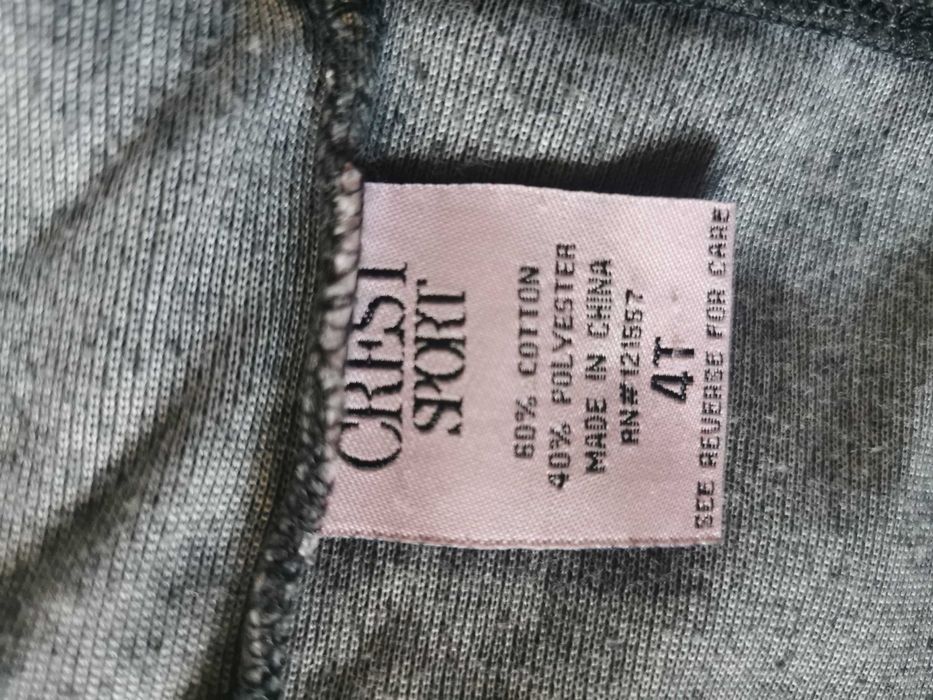 CREST
SPORT
60% COTTON
40% POLYESTER
MADE IN CHINA
RN#121557
4T
SEE REVERSE FOR CARE